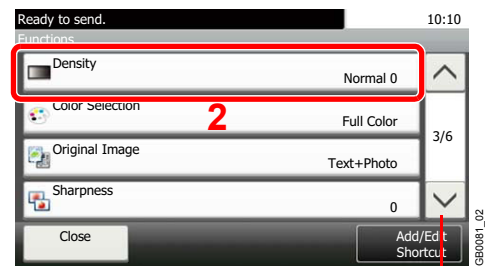 Ready to send. 10:10
Functions
Density
Normal 0
Color Selection
2
Full Color
3/6
Original Image
Text+Photo
Sharpness
0
Close
Add/Edit
Shortcut
GB0081_02